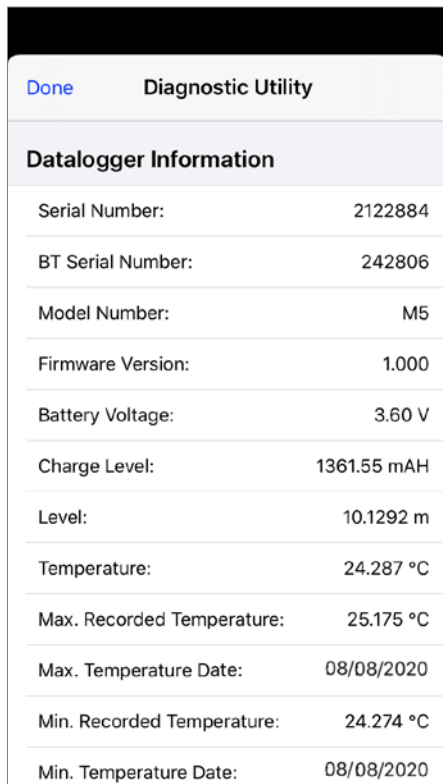 Done Diagnostic Utility
Datalogger Information
Serial Number: 2122884
BT Serial Number: 242806
Model Number: M5
Firmware Version: 1.000
Battery Voltage: 3.60 V
Charge Level: 1361.55 mAH
Level: 10.1292 m
Temperature: 24.287 °C
Max. Recorded Temperature: 25.175 °C
Max. Temperature Date: 08/08/2020
Min. Recorded Temperature: 24.274 °C
Min. Temperature Date: 08/08/2020